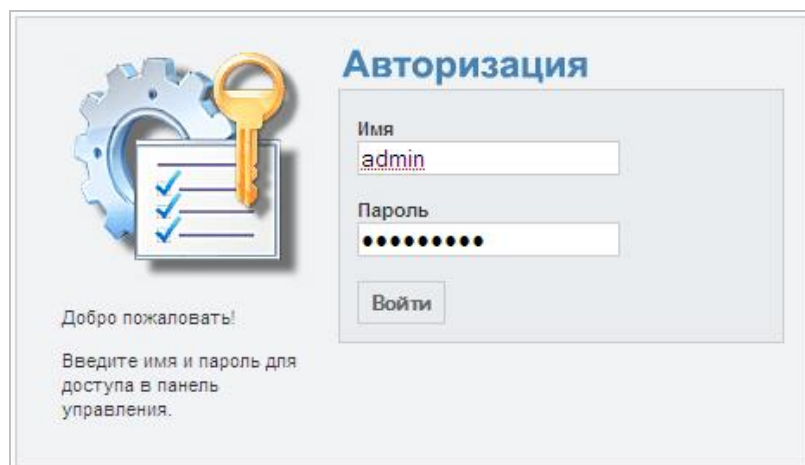 Авторизация
Имя
admin
Пароль
•••••••••
Войти
Добро пожаловать!
Введите имя и пароль для
доступа в панель
управления.